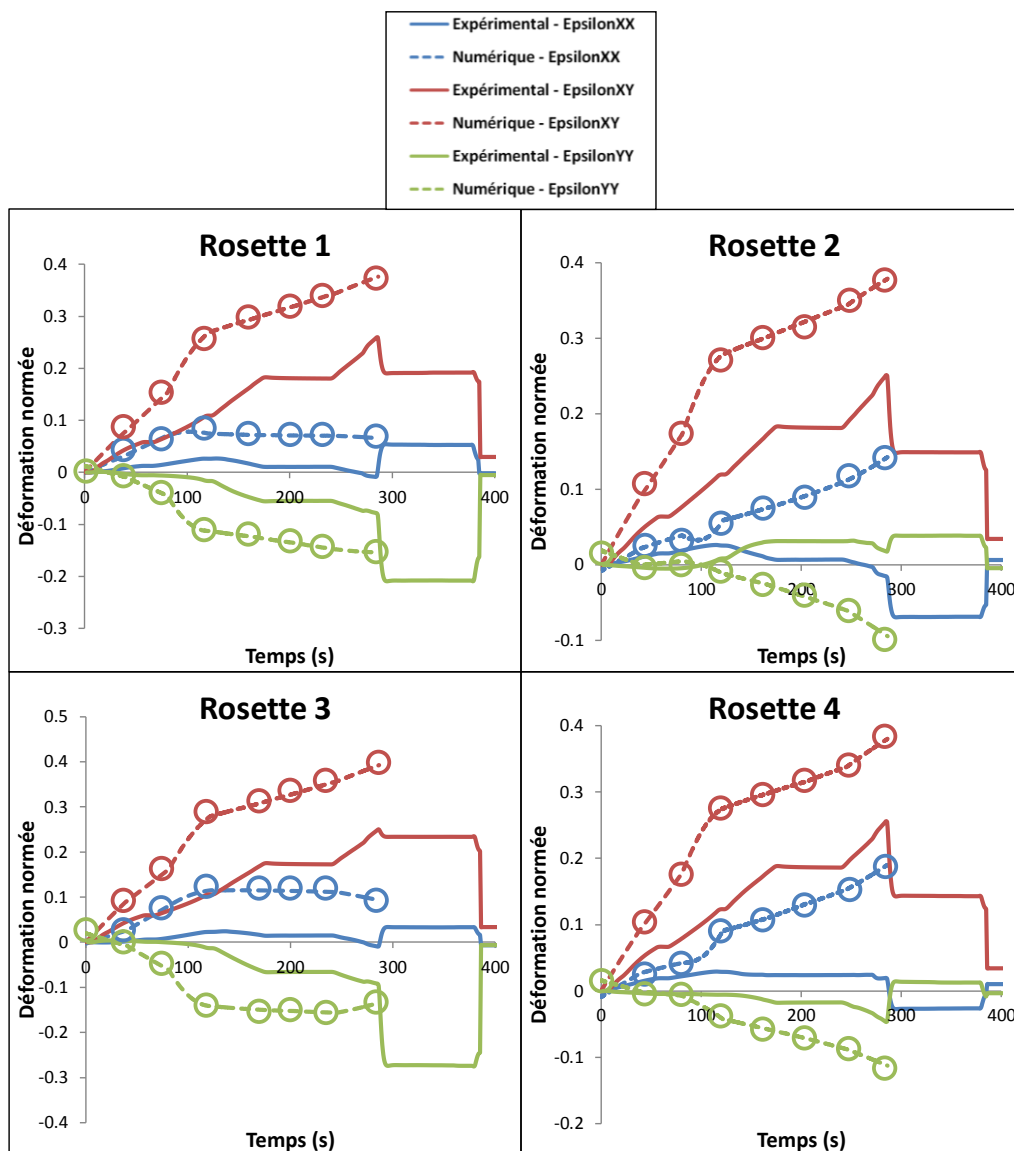 Expérimental - EpsilonXX
Numérique - EpsilonXX
Expérimental - EpsilonXY
Numérique - EpsilonXY
Expérimental - EpsilonYY
Numérique - EpsilonYY
Rosette 1
Déformation normée
0.4
0.3
0.2
0.1
0
-0.1
-0.2
-0.3
0 100 200 300 400
Temps (s)
Rosette 2
Déformation normée
0.4
0.3
0.2
0.1
0
-0.1
0 100 200 300 400
Temps (s)
Rosette 3
Déformation normée
0.5
0.4
0.3
0.2
0.1
0
-0.1
-0.2
-0.3
-0.4
0 100 200 300 400
Temps (s)
Rosette 4
Déformation normée
0.4
0.3
0.2
0.1
0
-0.1
-0.2
0 100 200 300 400
Temps (s)